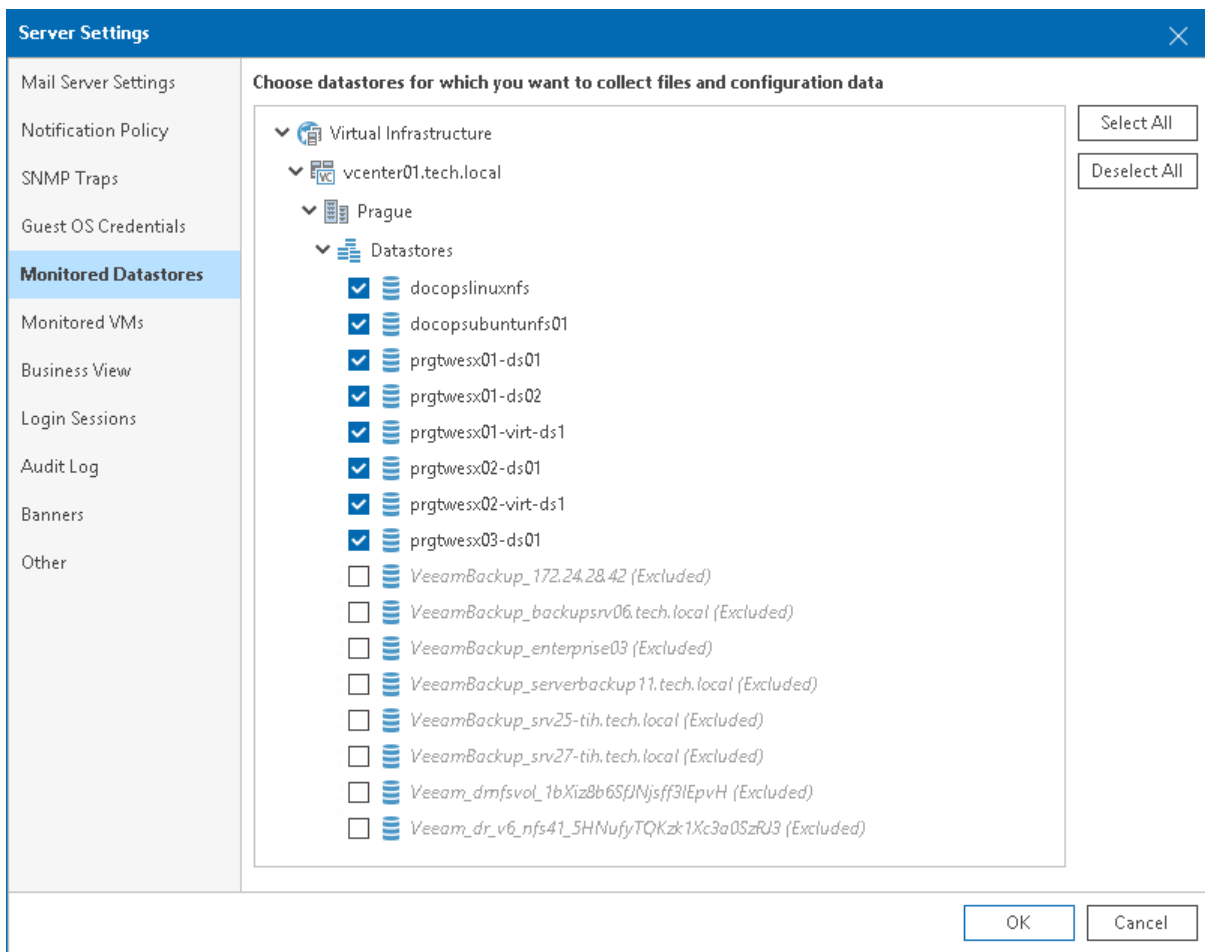 Server Settings
Mail Server Settings
Notification Policy
SNMP Traps
Guest OS Credentials
Monitored Datastores
Monitored VMs
Business View
Login Sessions
Audit Log
Banners
Other
Choose datastores for which you want to collect files and configuration data
Virtual Infrastructure
VC
vcenter01.tech.local
Prague
Datastores
docopslinuxnfs
docopsubuntunfs01
prgtwesx01-ds01
prgtwesx01-ds02
prgtwesx01-virt-ds1
prgtwesx02-ds01
prgtwesx02-virt-ds1
prgtwesx03-ds01
VeeamBackup_172.24.28.42 (Excluded)
VeeamBackup_backupsrv06.tech.local (Excluded)
VeeamBackup_enterprise03 (Excluded)
VeeamBackup_serverbackup11.tech.local (Excluded)
VeeamBackup_srv25-tih.tech.local (Excluded)
VeeamBackup_srv27-tih.tech.local (Excluded)
(Excluded)
(Excluded)
Select All
Deselect All
OK
Cancel